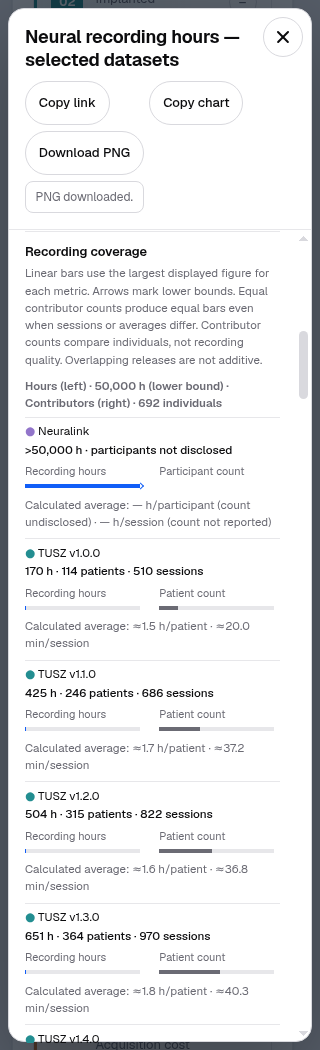 Implanted
Neural recording hours —
selected datasets
Copy link
Copy chart
Download PNG
PNG downloaded.
Recording coverage
Linear bars use the largest displayed figure for
each metric. Arrows mark lower bounds. Equal
contributor counts produce equal bars even
when sessions or averages differ. Contributor
counts compare individuals, not recording
quality. Overlapping releases are not additive.
Hours (left) · 50,000 h (lower bound) ·
Contributors (right) · 692 individuals
Neuralink
>50,000 h · participants not disclosed
Recording hours Participant count
Calculated average: — h/participant (count
undisclosed) · — h/session (count not reported)
TUSZ v1.0.0
170 h · 114 patients · 510 sessions
Recording hours Patient count
Calculated average: ≈1.5 h/patient · ≈20.0
min/session
TUSZ v1.1.0
425 h · 246 patients · 686 sessions
Recording hours Patient count
Calculated average: ≈1.7 h/patient · ≈37.2
min/session
TUSZ v1.2.0
504 h · 315 patients · 822 sessions
Recording hours Patient count
Calculated average: ≈1.6 h/patient · ≈36.8
min/session
TUSZ v1.3.0
651 h · 364 patients · 970 sessions
Recording hours Patient count
Calculated average: ≈1.8 h/patient · ≈40.3
min/session
TUSZ v1.4.0
Acquisition cost